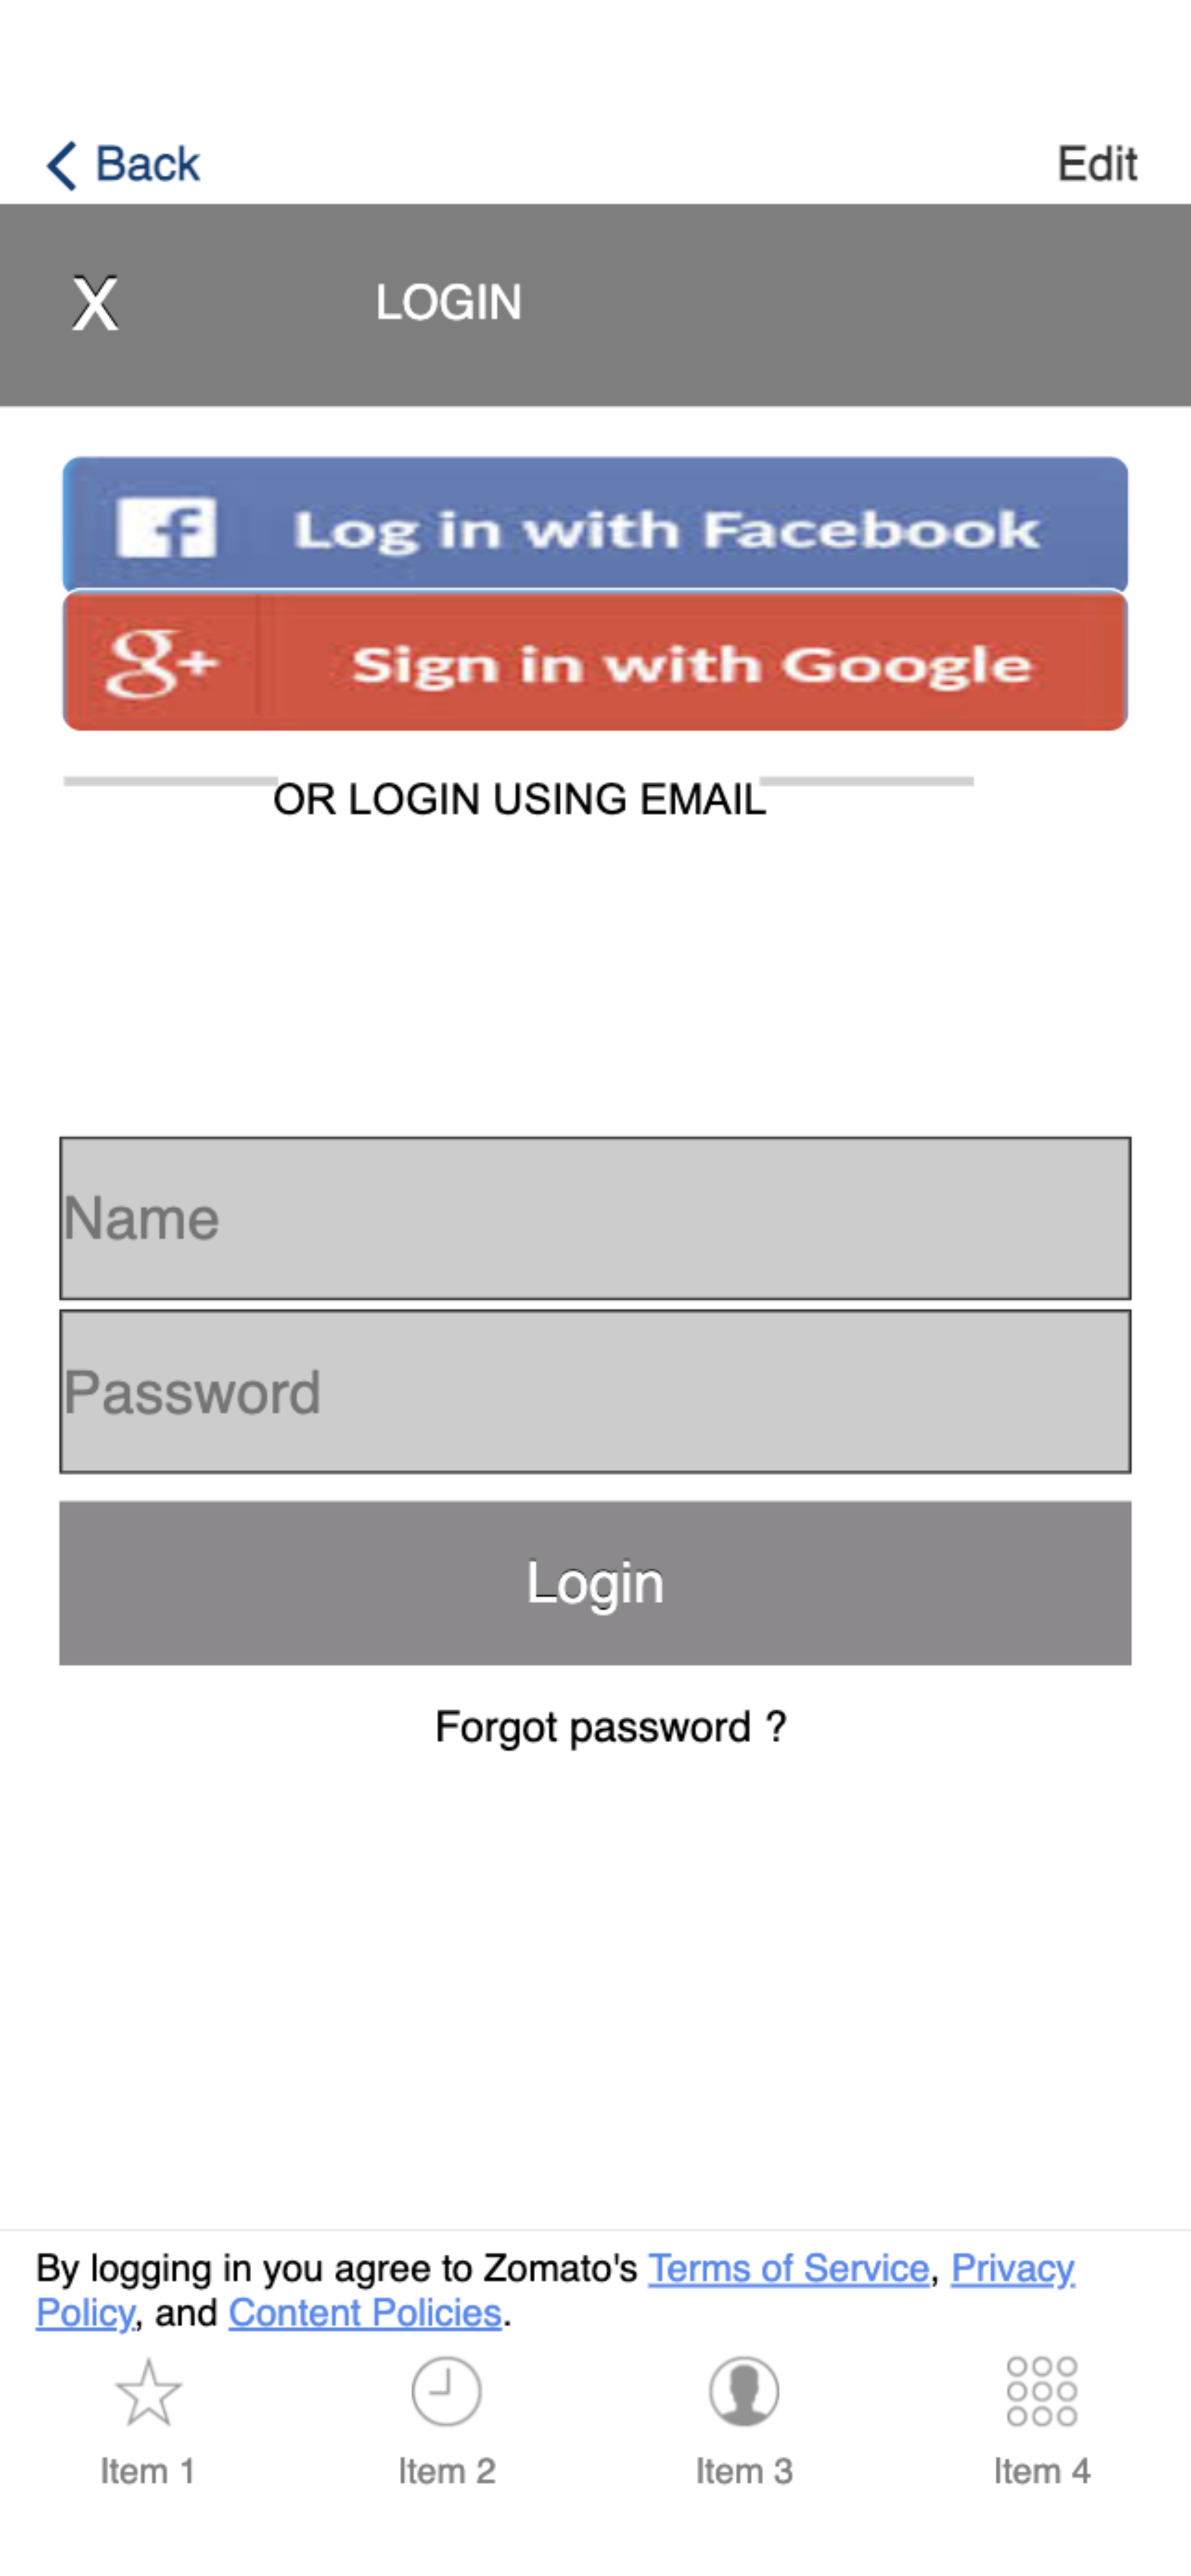 Back
Edit
X
LOGIN
f Log in with Facebook
g+ Sign in with Google
OR LOGIN USING EMAIL
Name
Password
Login
Forgot password ?
By logging in you agree to Zomato's Terms of Service, Privacy
Policy, and Content Policies.
Item 1
Item 2
Item 3
Item 4